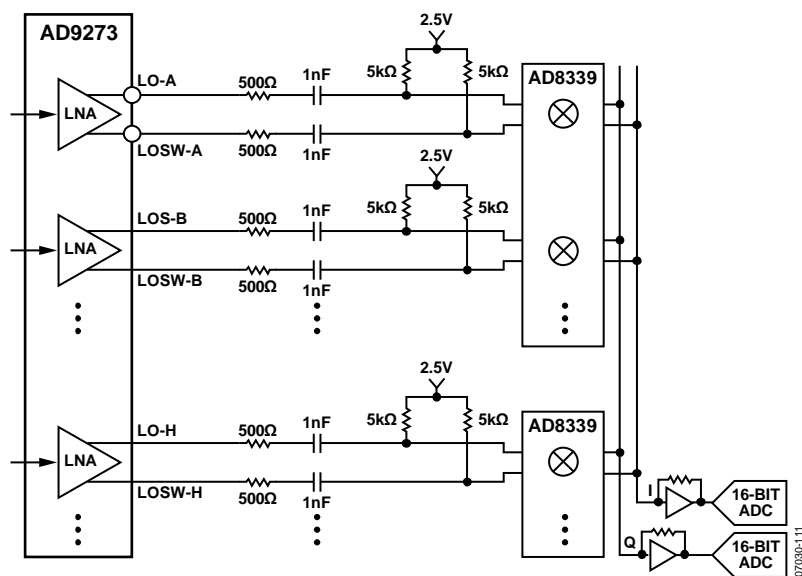 AD9273
LNA
LO-A
500Ω
1nF
5kΩ
2.5V
5kΩ
AD8339
LOSW-A
500Ω
1nF
LNA
LOS-B
500Ω
1nF
5kΩ
2.5V
5kΩ
LOSW-B
500Ω
1nF
LNA
LO-H
500Ω
1nF
5kΩ
2.5V
5kΩ
AD8339
LOSW-H
500Ω
1nF
I
16-BIT
ADC
Q
16-BIT
ADC
07030-111